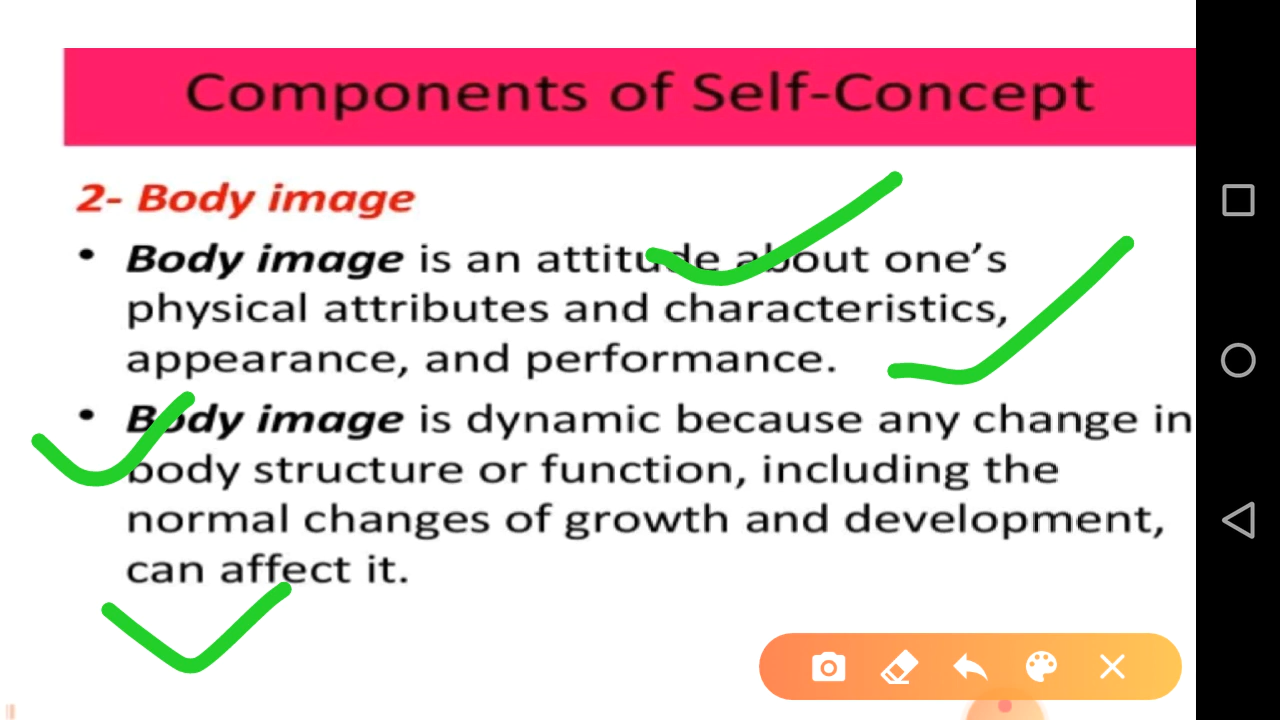 Components of Self-Concept
2- Body image
• Body image is an attitude about one’s
physical attributes and characteristics,
appearance, and performance.
• Body image is dynamic because any change in
body structure or function, including the
normal changes of growth and development,
can affect it.